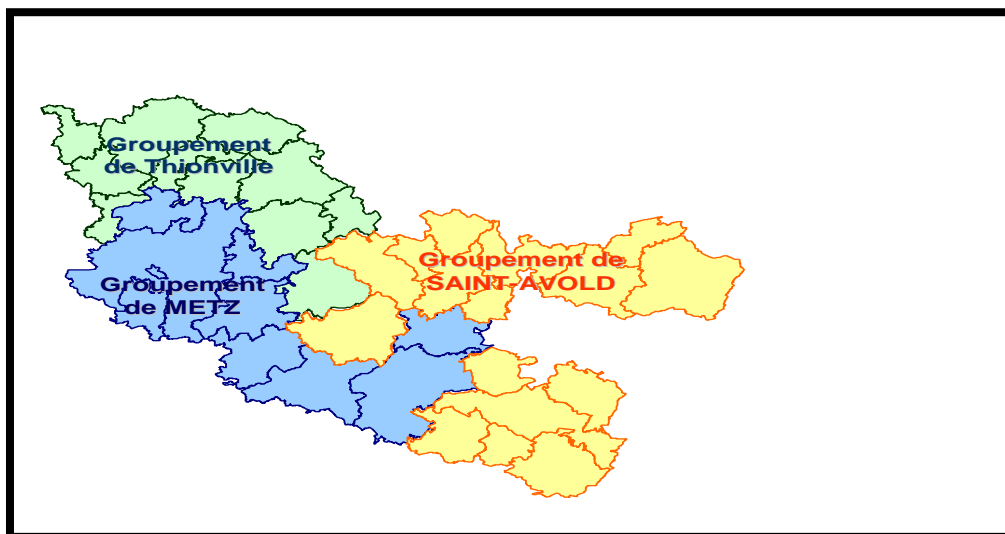 Groupement
de Thionville
Groupement de
SAINT-AVOLD
Groupement
de METZ